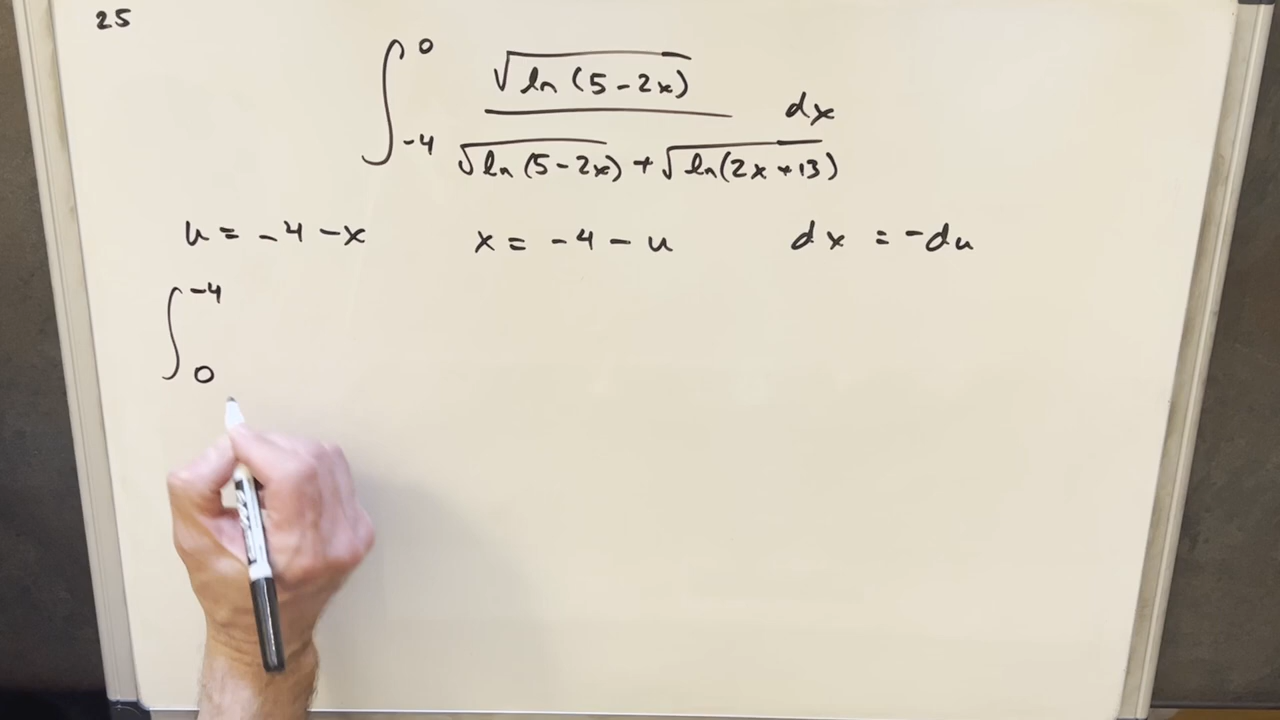 25
∫_{-4}^{0} √(ln(5-2x)) / (√(ln(5-2x)) + √(ln(2x+13))) dx
u = -4-x    x = -4-u    dx = -du
∫_{0}^{-4}